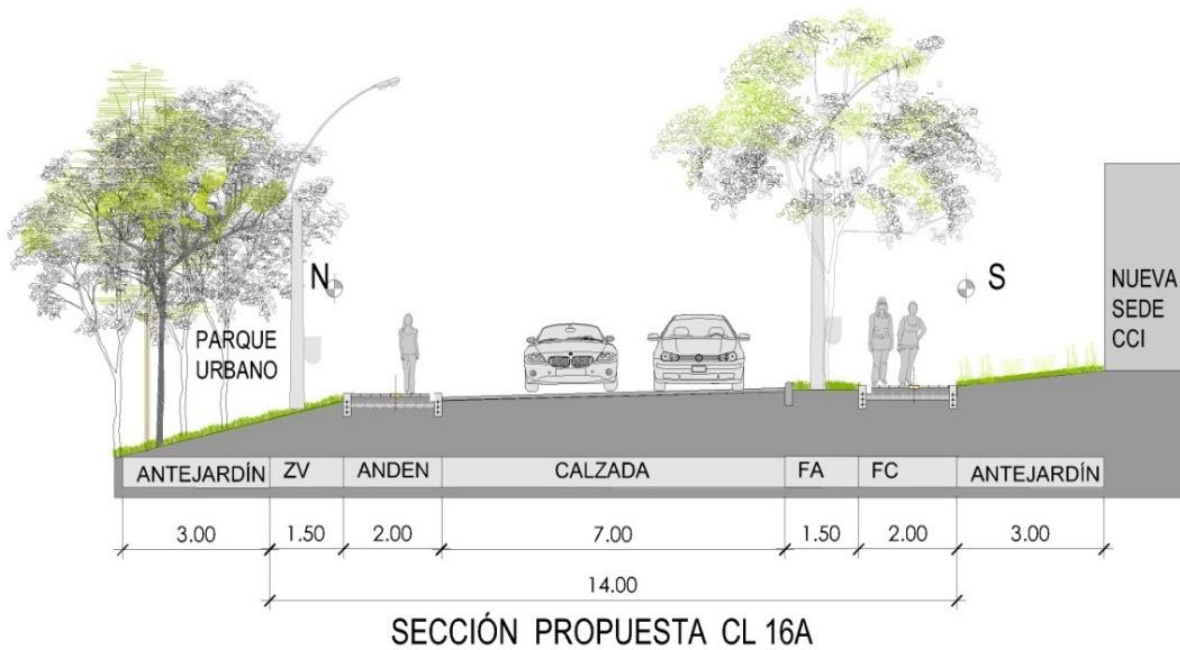 N
S
PARQUE
URBANO
NUEVA
SEDE
CCI
ANTEJARDÍN ZV ANDEN CALZADA FA FC ANTEJARDÍN
3.00 1.50 2.00 7.00 1.50 2.00 3.00
14.00
SECCIÓN PROPUESTA CL 16A